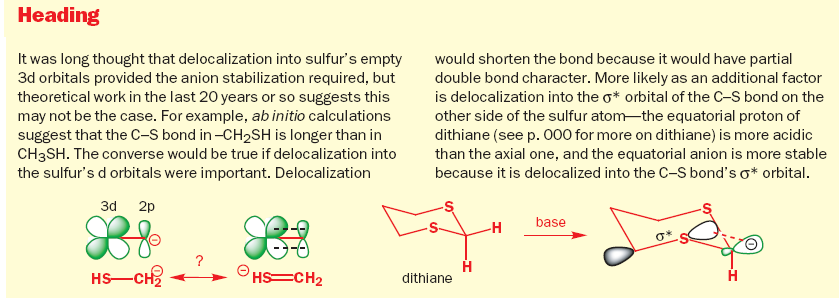 Heading
It was long thought that delocalization into sulfur's empty
3d orbitals provided the anion stabilization required, but
theoretical work in the last 20 years or so suggests this
may not be the case. For example, ab initio calculations
suggest that the C–S bond in –CH₂SH is longer than in
CH₃SH. The converse would be true if delocalization into
the sulfur's d orbitals were important. Delocalization
would shorten the bond because it would have partial
double bond character. More likely as an additional factor
is delocalization into the σ* orbital of the C–S bond on the
other side of the sulfur atom—the equatorial proton of
dithiane (see p. 000 for more on dithiane) is more acidic
than the axial one, and the equatorial anion is more stable
because it is delocalized into the C–S bond's σ* orbital.
3d 2p
⊖
HS—CH₂⊖
?
⊖HS=CH₂
S
S
H
H
dithiane
base
S
σ* S
⊖
H